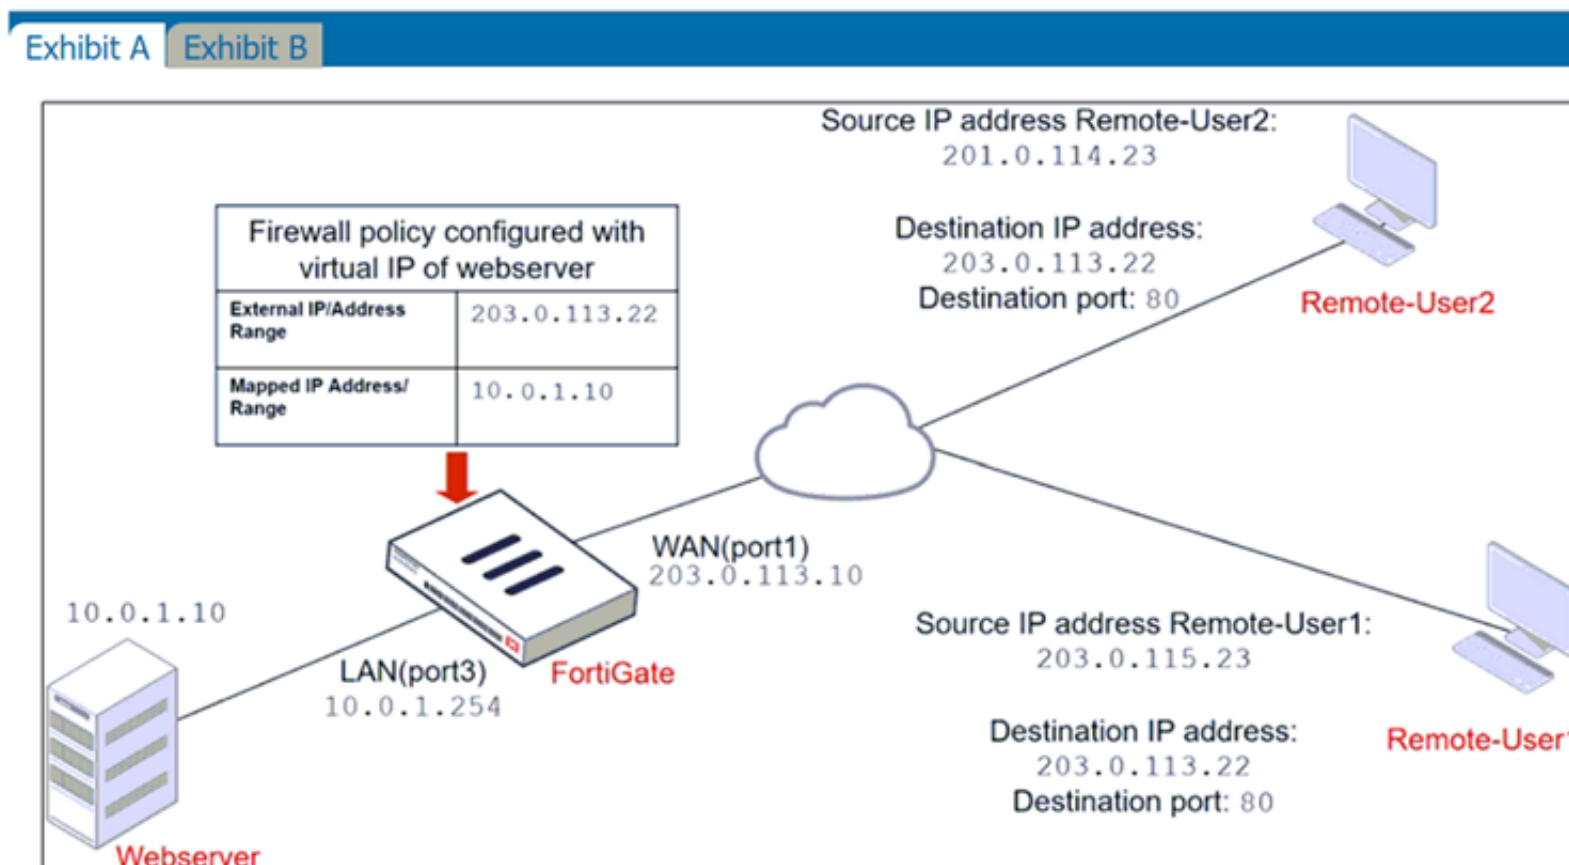 Exhibit A
Exhibit B
Source IP address Remote-User2:
201.0.114.23
Destination IP address:
203.0.113.22
Destination port: 80
Remote-User2
Firewall policy configured with
virtual IP of webserver
External IP/Address
Range
203.0.113.22
Mapped IP Address/
Range
10.0.1.10
WAN(port1)
203.0.113.10
10.0.1.10
LAN(port3)
10.0.1.254
FortiGate
Source IP address Remote-User1:
203.0.115.23
Destination IP address:
203.0.113.22
Destination port: 80
Remote-User1
Webserver